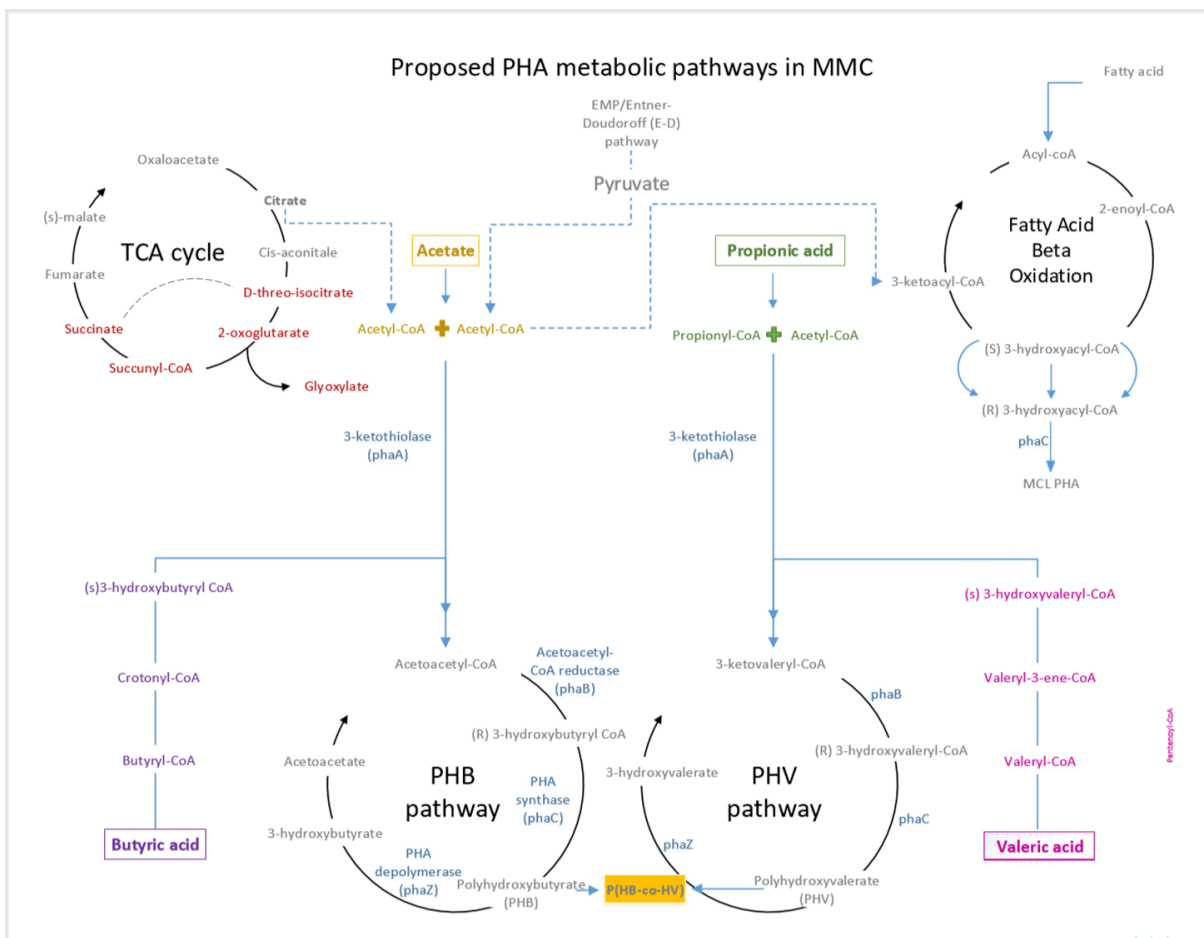 Proposed PHA metabolic pathways in MMC
EMP/Entner-
Doudoroff (E-D)
pathway
Pyruvate
Fatty acid
Oxaloacetate
Citrate
(s)-malate
TCA cycle
Cis-aconitale
Fumarate
D-threo-isocitrate
Succinate
2-oxoglutarate
Succunyl-CoA
Glyoxylate
Acetate
Acetyl-CoA + Acetyl-CoA
Propionic acid
Propionyl-CoA + Acetyl-CoA
Acyl-coA
2-enoyl-CoA
Fatty Acid
Beta
Oxidation
3-ketoacyl-CoA
(S) 3-hydroxyacyl-CoA
(R) 3-hydroxyacyl-CoA
phaC
MCL PHA
3-ketothiolase
(phaA)
3-ketothiolase
(phaA)
(s)3-hydroxybutyryl CoA
Crotonyl-CoA
Butyryl-CoA
Butyric acid
Acetoacetyl-CoA
Acetoacetyl-
CoA reductase
(phaB)
(R) 3-hydroxybutyryl CoA
Acetoacetate
PHB
pathway
PHA
synthase
(phaC)
3-hydroxybutyrate
PHA
depolymerase
(phaZ)
Polyhydroxybutyrate
(PHB)
P(HB-co-HV)
3-ketovaleryl-CoA
phaB
(R) 3-hydroxyvaleryl-CoA
3-hydroxyvalerate
PHV
pathway
phaC
phaZ
Polyhydroxyvalerate
(PHV)
(s) 3-hydroxyvaleryl-CoA
Valeryl-3-ene-CoA
Valeryl-CoA
Valeric acid
Pentenoyl-CoA